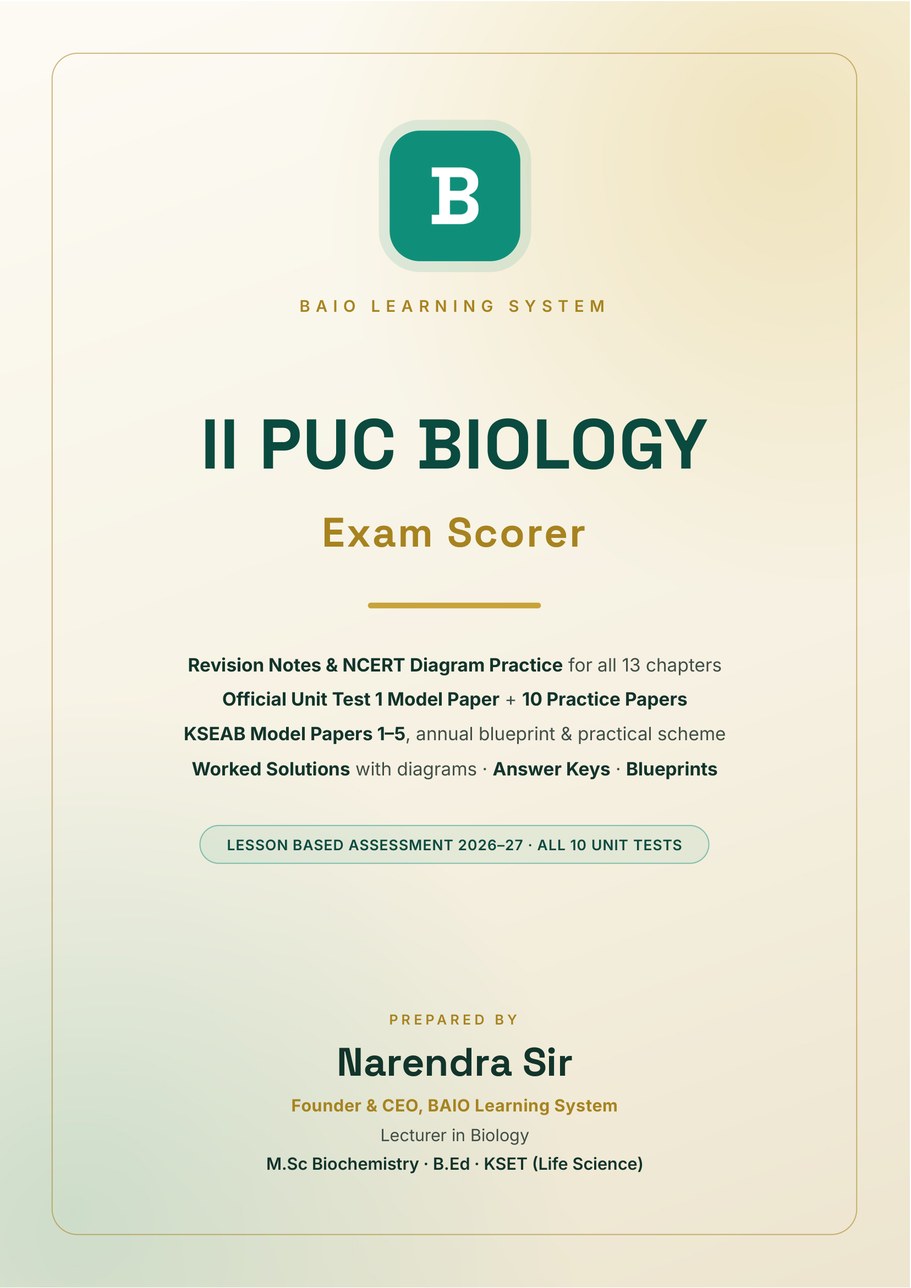 B
BAIO LEARNING SYSTEM
II PUC BIOLOGY
Exam Scorer
Revision Notes & NCERT Diagram Practice for all 13 chapters
Official Unit Test 1 Model Paper + 10 Practice Papers
KSEAB Model Papers 1–5, annual blueprint & practical scheme
Worked Solutions with diagrams · Answer Keys · Blueprints
LESSON BASED ASSESSMENT 2026–27 · ALL 10 UNIT TESTS
PREPARED BY
Narendra Sir
Founder & CEO, BAIO Learning System
Lecturer in Biology
M.Sc Biochemistry · B.Ed · KSET (Life Science)